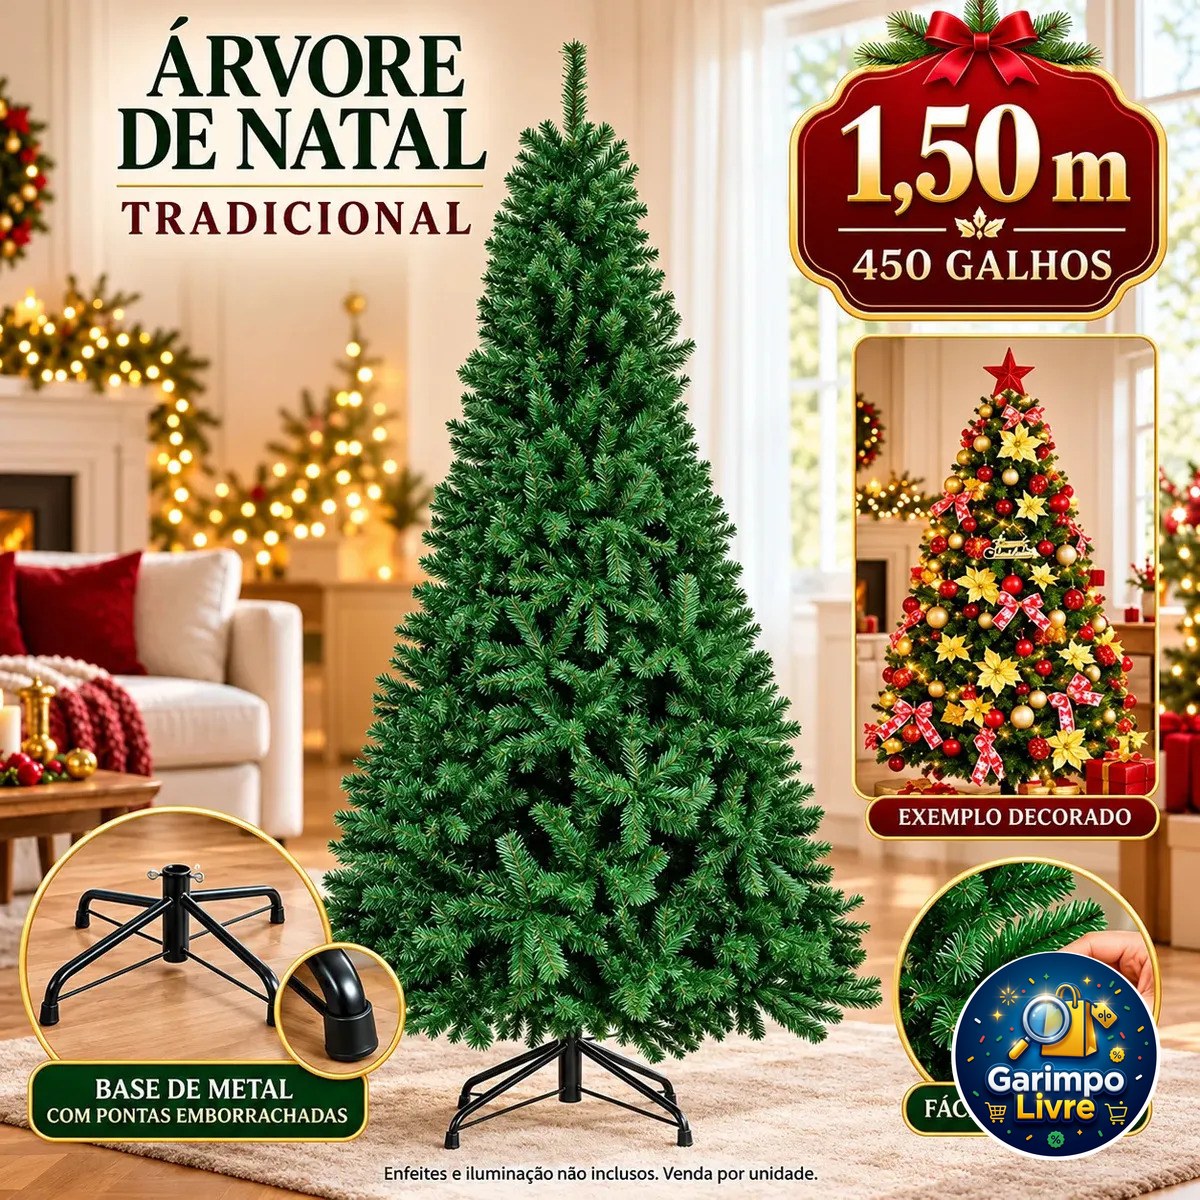 ÁRVORE
DE NATAL
TRADICIONAL
1,50 m
450 GALHOS
EXEMPLO DECORADO
BASE DE METAL
COM PONTAS EMBORRACHADAS
Garimpo
Livre
Enfeites e iluminação não inclusos. Venda por unidade.